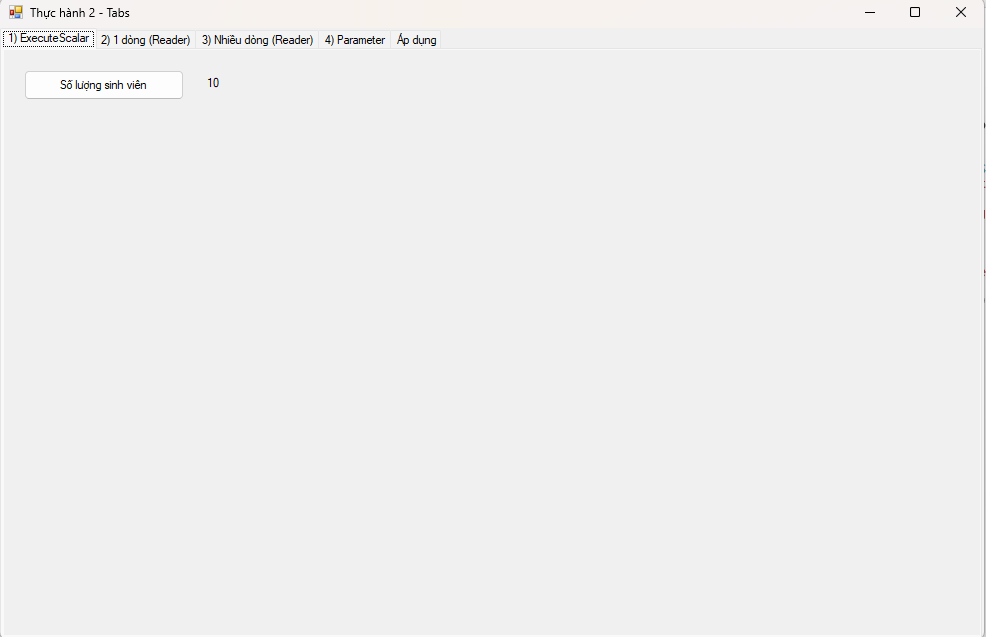 Thực hành 2 - Tabs
1) ExecuteScalar 2) 1 dòng (Reader) 3) Nhiều dòng (Reader) 4) Parameter Áp dụng
Số lượng sinh viên 10